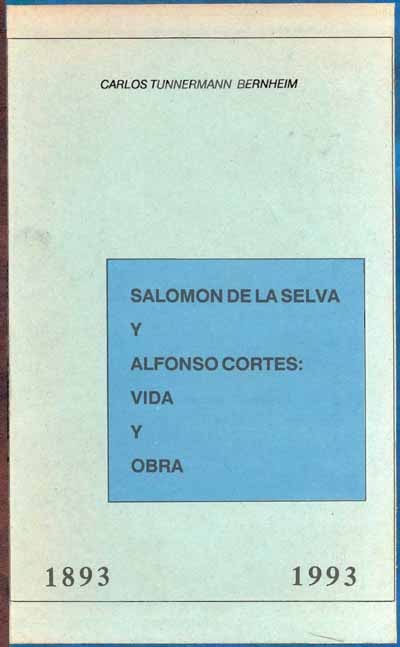 CARLOS TUNNERMANN BERNHEIM
SALOMON DE LA SELVA
Y
ALFONSO CORTES:
VIDA
Y
OBRA
1893 1993